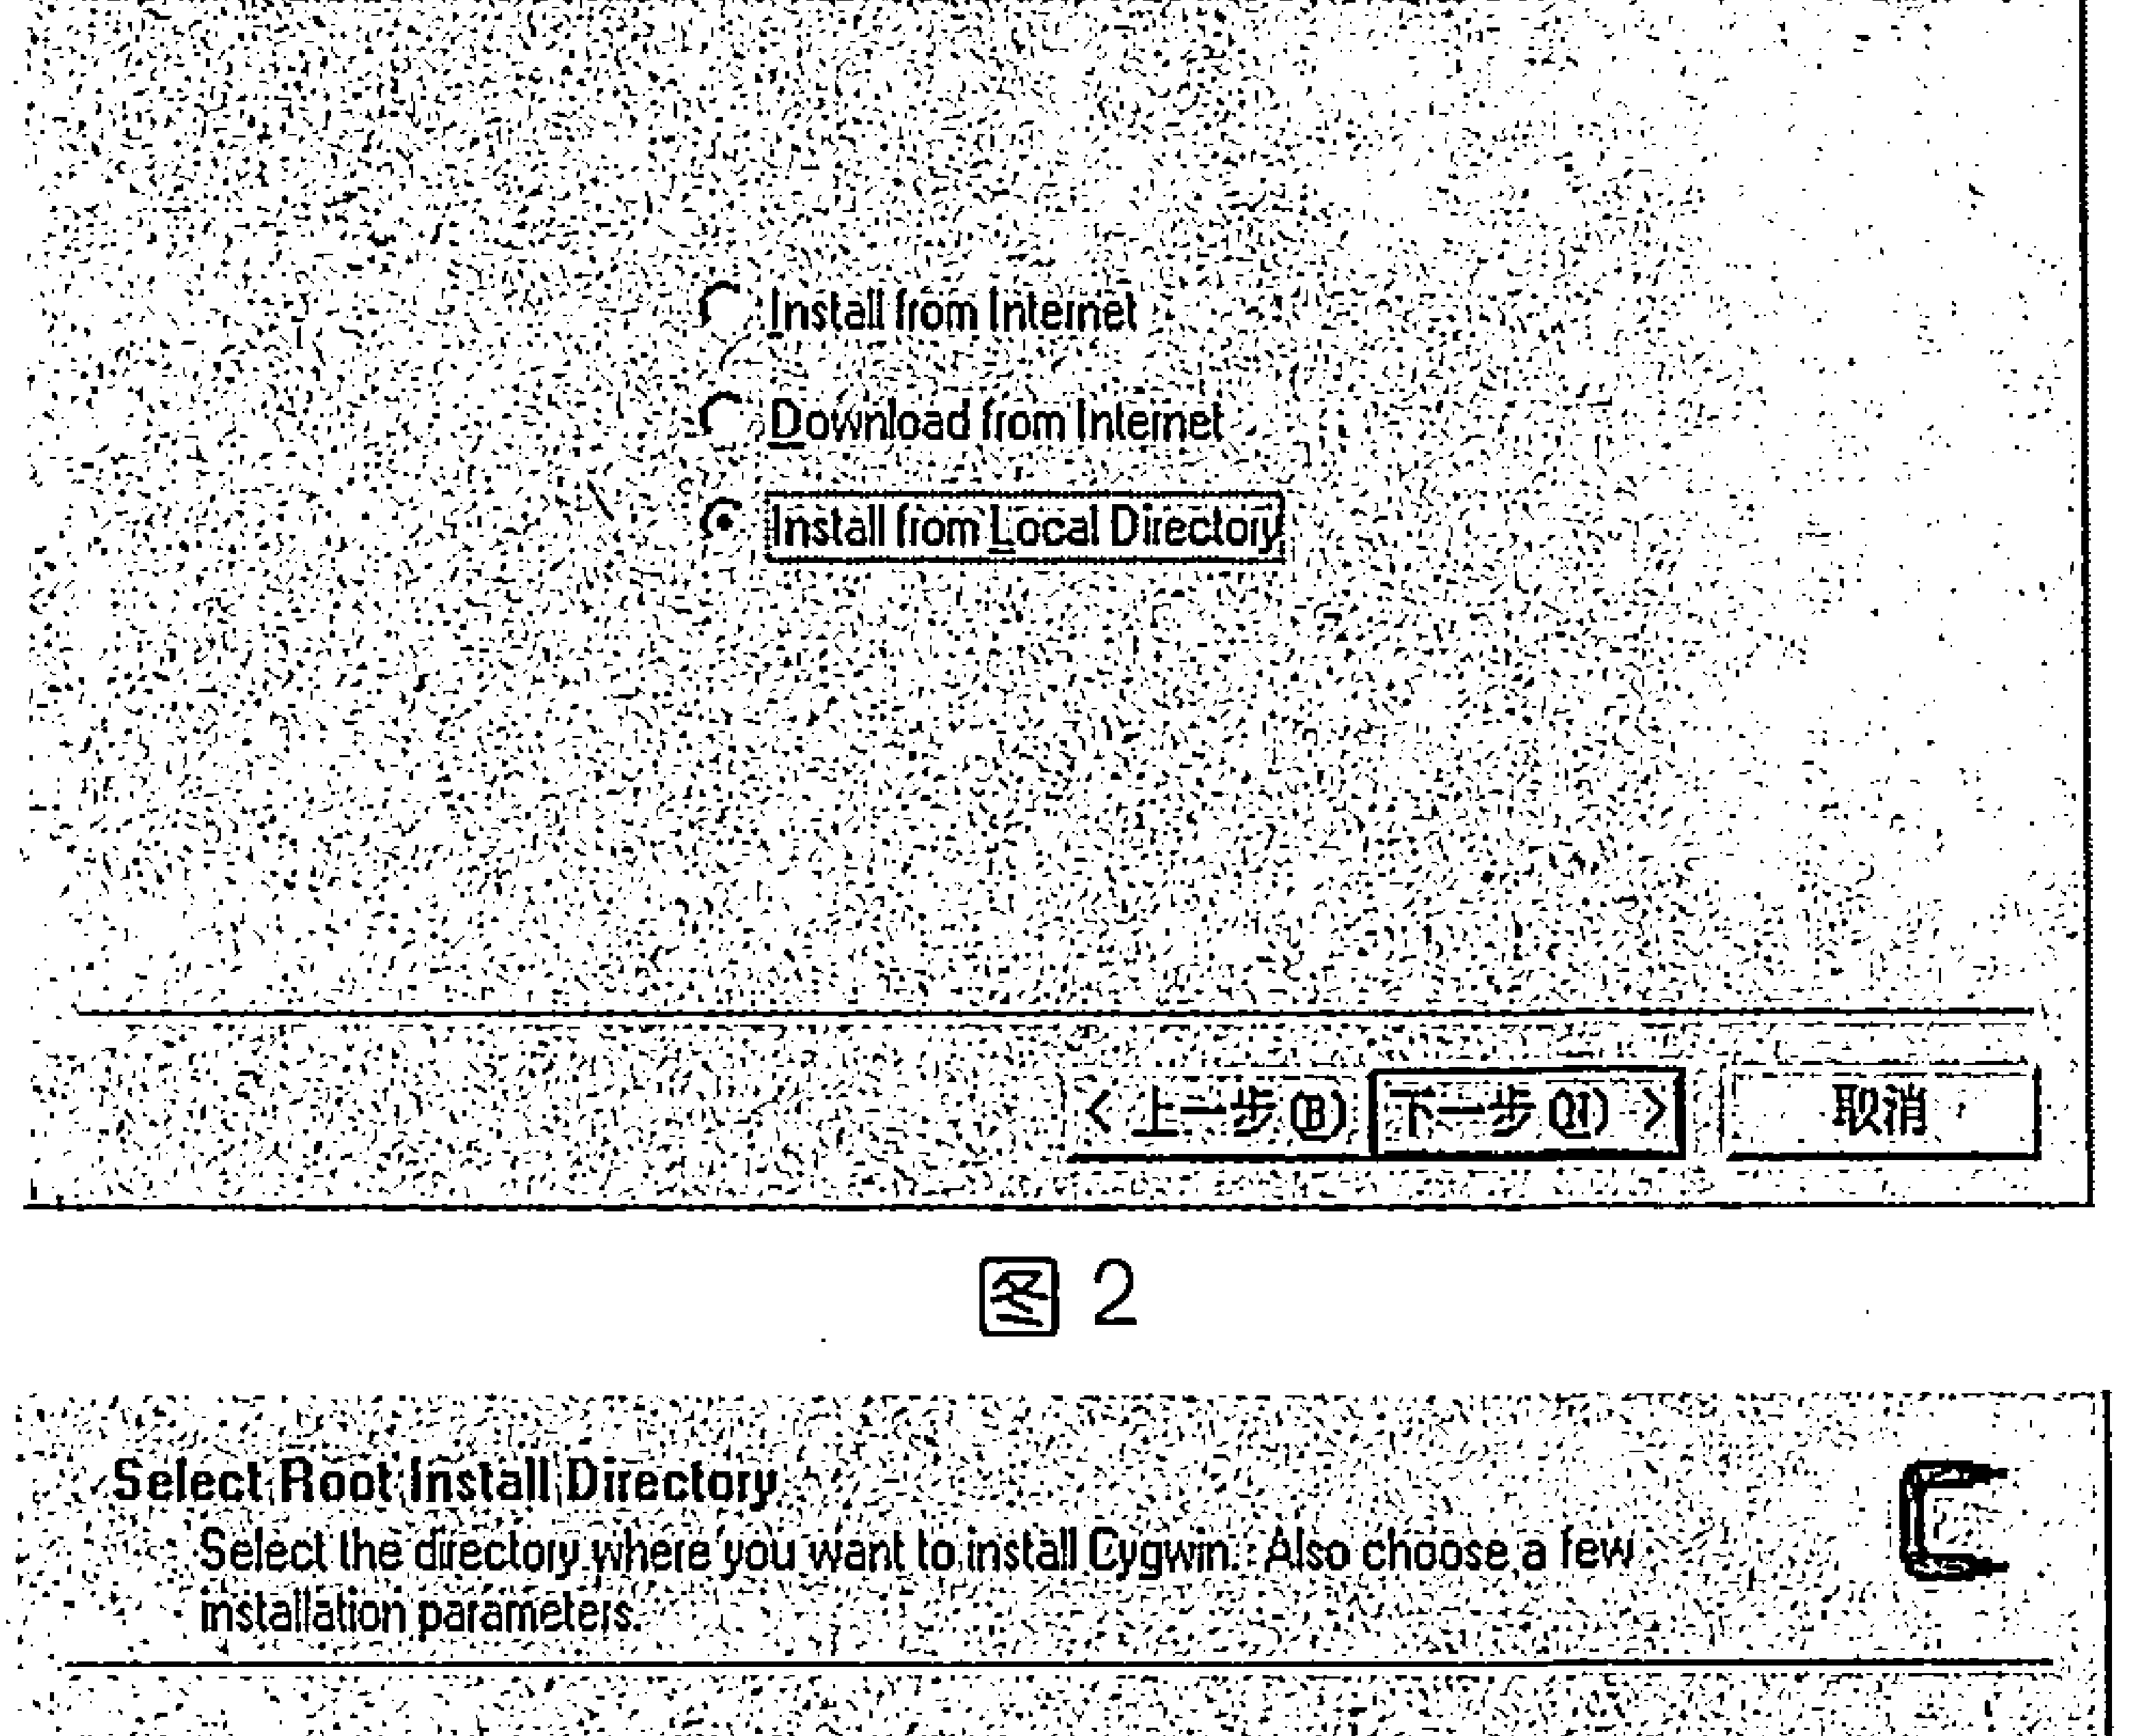 Install from Internet
Download from Internet
Install from Local Directory
< 上一步(B) 下一步(N) > 取消
图 2
Select Root Install Directory
Select the directory where you want to install Cygwin. Also choose a few
installation parameters.